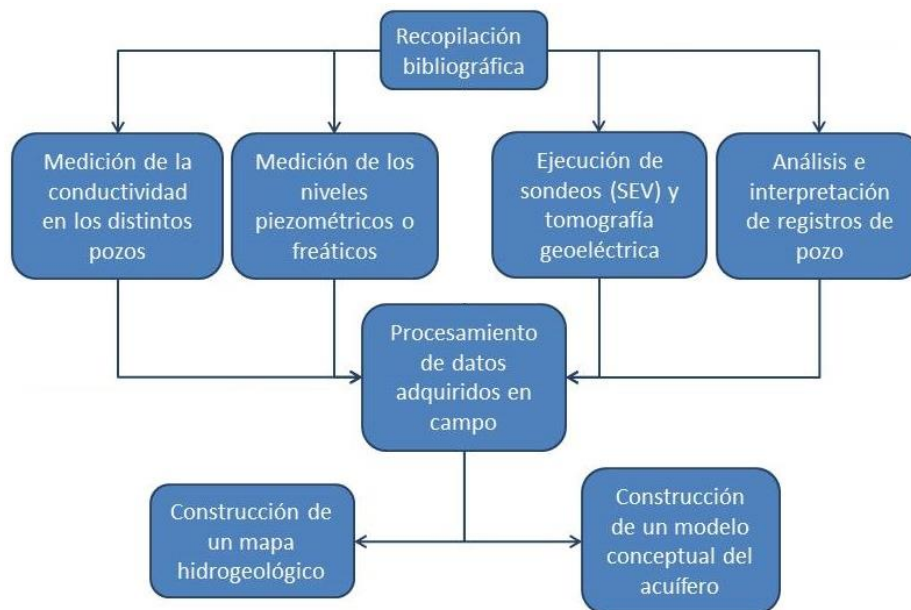 Recopilación
bibliográfica
Medición de la
conductividad
en los distintos
pozos
Medición de los
niveles
piezométricos o
freáticos
Ejecución de
sondeos (SEV) y
tomografía
geoeléctrica
Análisis e
interpretación
de registros de
pozo
Procesamiento
de datos
adquiridos en
campo
Construcción de
un mapa
hidrogeológico
Construcción
de un modelo
conceptual del
acuífero